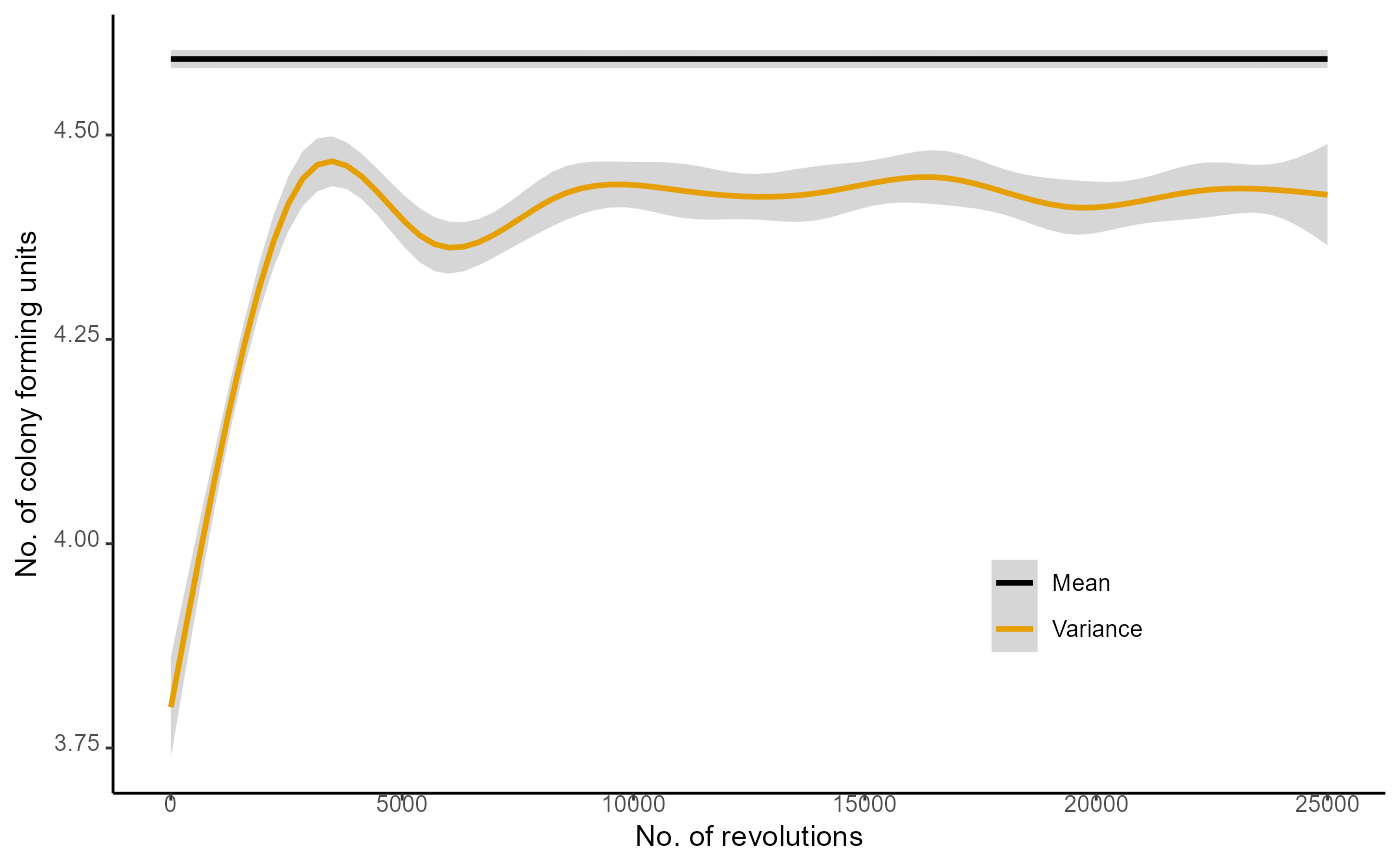 No. of colony forming units
4.50
4.25
4.00
3.75
Mean
Variance
0 5000 10000 15000 20000 25000
No. of revolutions